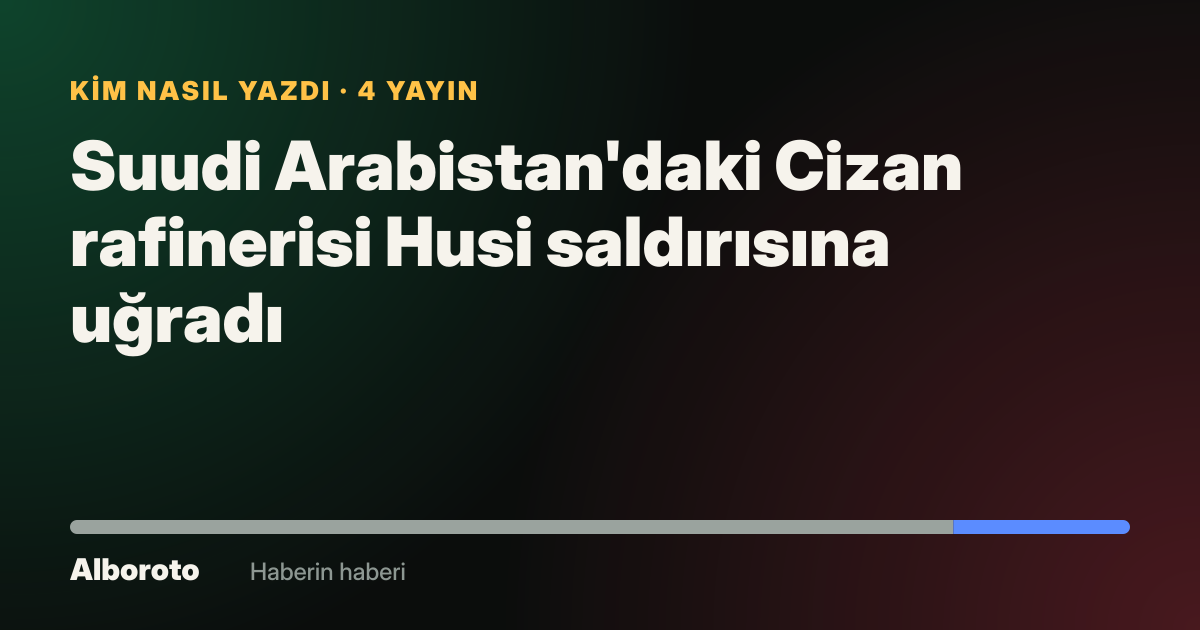 KİM NASIL YAZDI · 4 YAYIN
Suudi Arabistan'daki Cizan
rafinerisi Husi saldırısına
uğradı
Alboroto
Haberin haberi